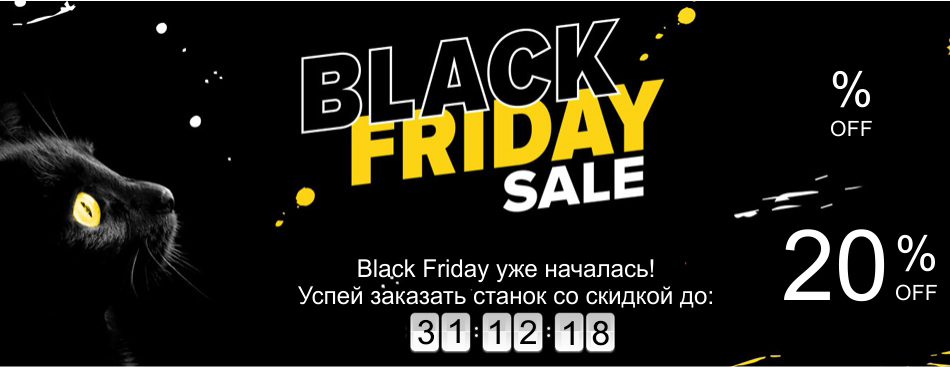 BLACK
FRIDAY
SALE
%
OFF
20%
OFF
Black Friday уже началась!
Успей заказать станок со скидкой до:
31:12:18